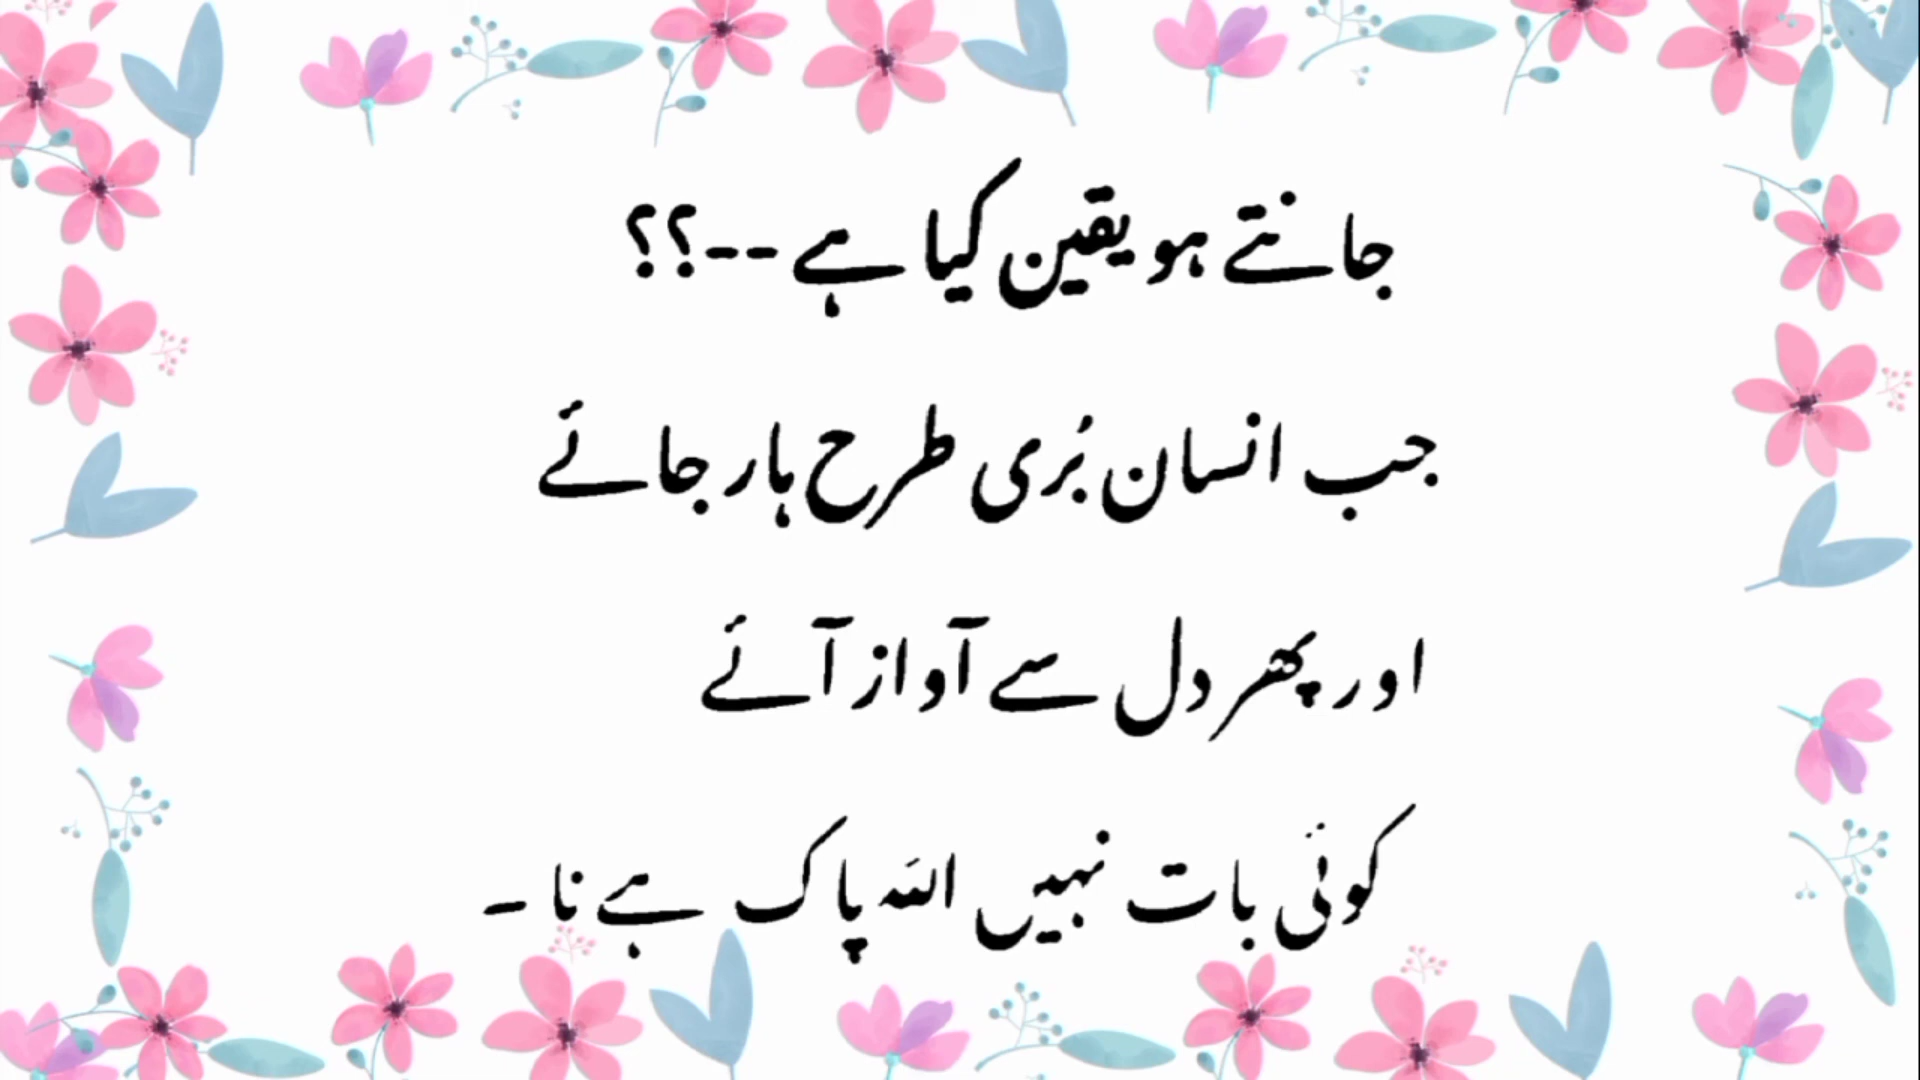 جانتے ہو یقین کیا ہے --؟؟
جب انسان بُری طرح ہار جائے
اور پھر دل سے آواز آئے
کوئی بات نہیں اللہ پاک ہے نا ۔